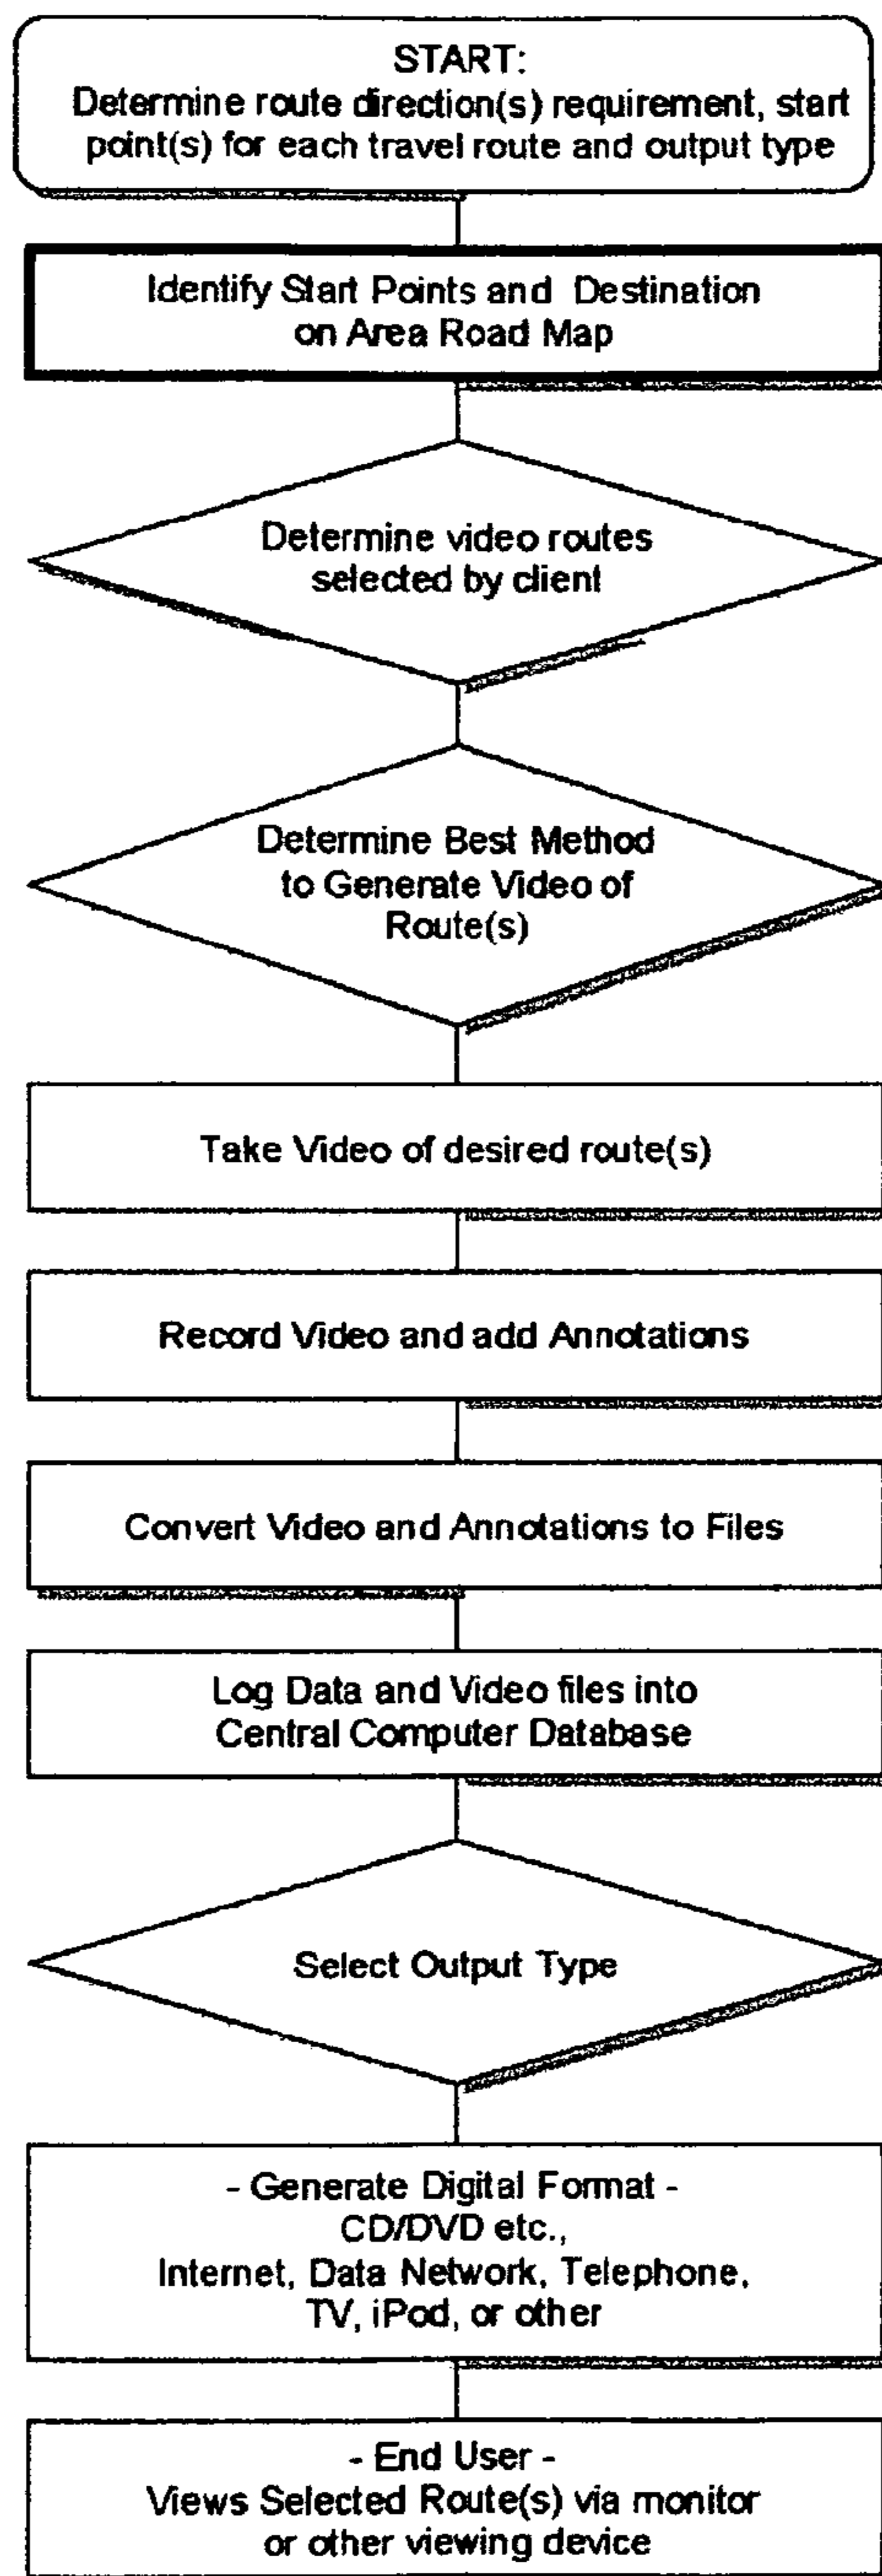 START:
Determine route direction(s) requirement, start
point(s) for each travel route and output type
Identify Start Points and Destination
on Area Road Map
Determine video routes
selected by client
Determine Best Method
to Generate Video of
Route(s)
Take Video of desired route(s)
Record Video and add Annotations
Convert Video and Annotations to Files
Log Data and Video files into
Central Computer Database
Select Output Type
- Generate Digital Format -
CD/DVD etc.,
Internet, Data Network, Telephone,
TV, iPod, or other
- End User -
Views Selected Route(s) via monitor
or other viewing device